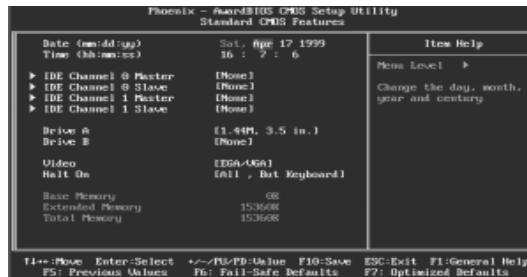 Phoenix - AwardBIOS CMOS Setup Utility
Standard CMOS Features
Date (mm:dd:yy) Sat, Apr 17 1999
Time (hh:mm:ss) 16 : 7 : 6
▶ IDE Channel 0 Master [None]
▶ IDE Channel 0 Slave [None]
▶ IDE Channel 1 Master [None]
▶ IDE Channel 1 Slave [None]
Drive A [1.44M, 3.5 in.]
Drive B [None]
Video [EGA/VGA]
Halt On [All , But Keyboard]
Base Memory 0K
Extended Memory 15360K
Total Memory 15360K
Item Help
Menu Level ▶
Change the day, month,
year and century
↑↓→←:Move Enter:Select +/-/PU/PD:Value F10:Save ESC:Exit F1:General Help
F5: Previous Values F6: Fail-Safe Defaults F7: Optimized Defaults